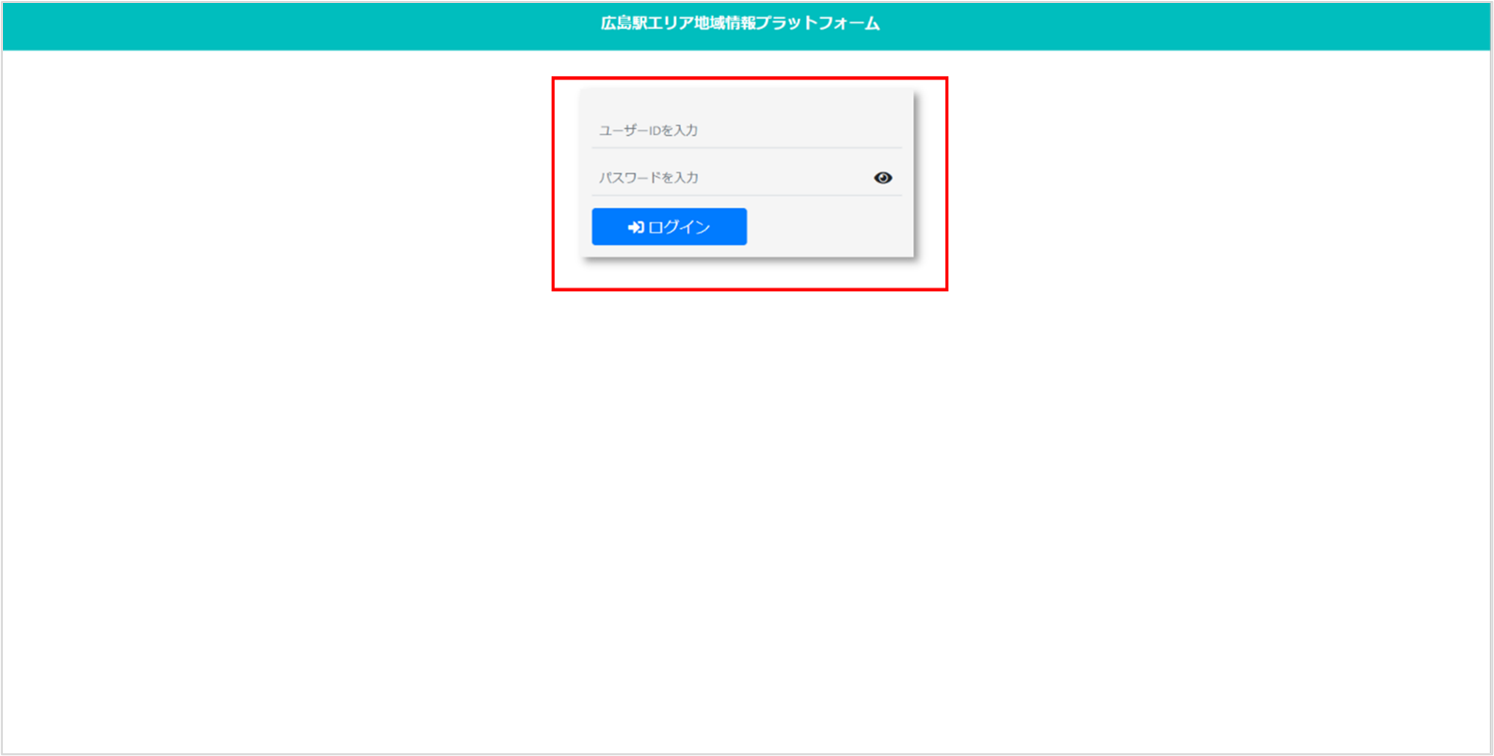 広島駅エリア地域情報プラットフォーム
ユーザーIDを入力
パスワードを入力
ログイン